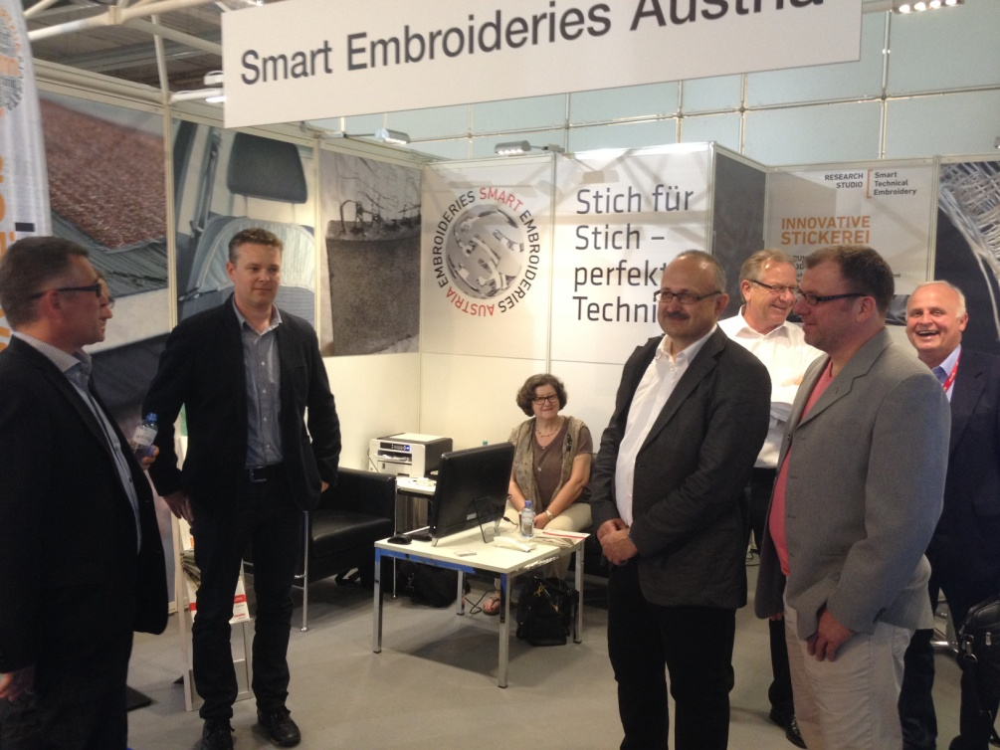 Smart Embroideries Austria
SMART EMBROIDERIES AUSTRIA EMBROIDERIES
Stich für
Stich –
perfekt
Techni
RESEARCH
STUDIO
Smart
Technical
Embroidery
INNOVATIVE
STICKEREI